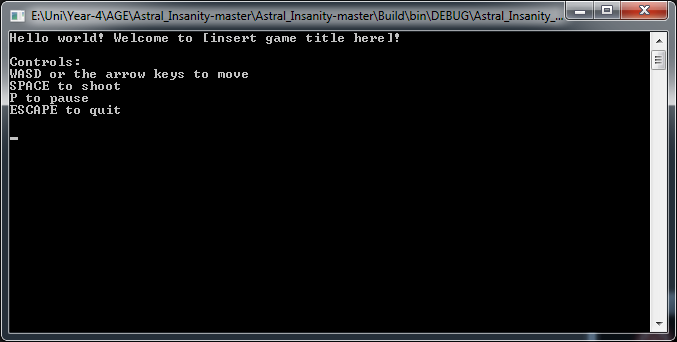 E:\Uni\Year-4\AGE\Astral_Insanity-master\Astral_Insanity-master\Build\bin\DEBUG\Astral_Insanity_...
Hello world! Welcome to [insert game title here]!
Controls:
WASD or the arrow keys to move
SPACE to shoot
P to pause
ESCAPE to quit